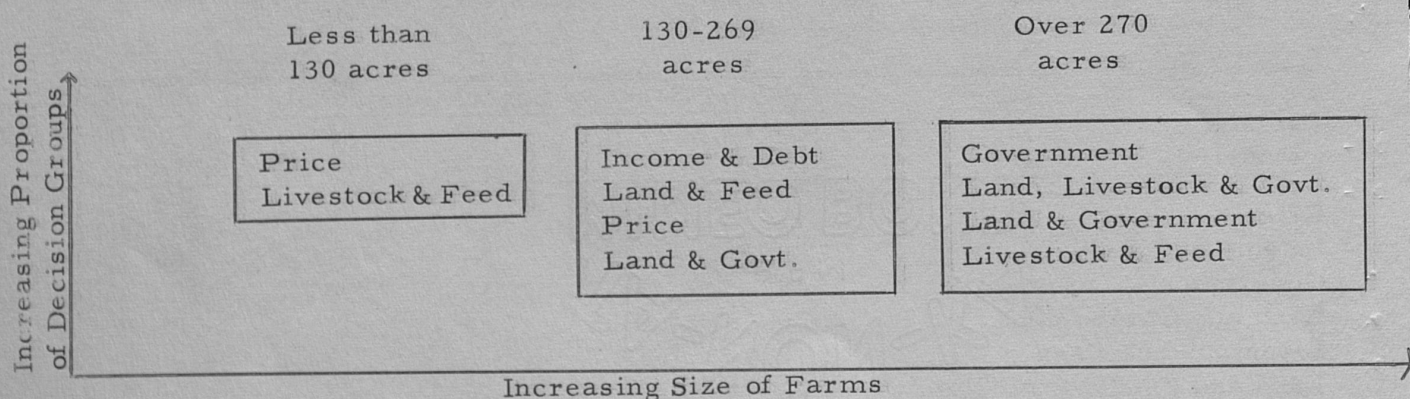 Increasing Proportion
of Decision Groups
Less than
130 acres
130-269
acres
Over 270
acres
Price
Livestock & Feed
Income & Debt
Land & Feed
Price
Land & Govt.
Government
Land, Livestock & Govt.
Land & Government
Livestock & Feed
Increasing Size of Farms